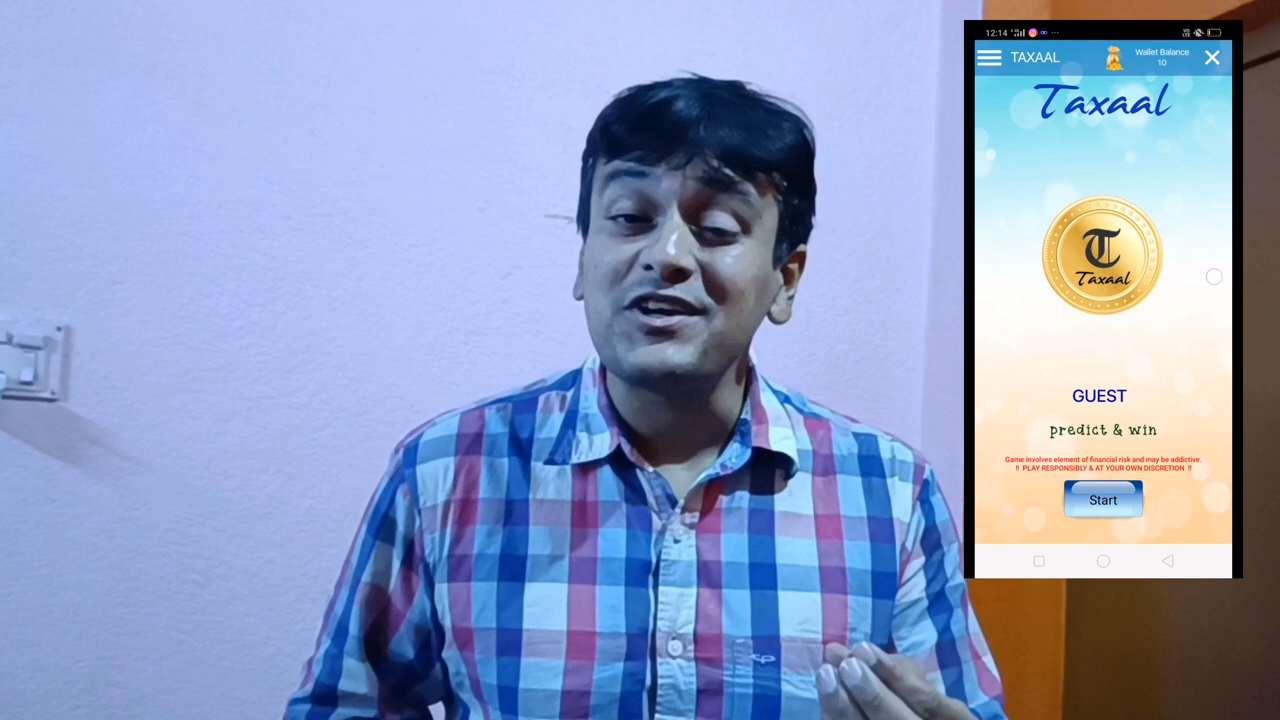 12:14
TAXAAL
Wallet Balance
10
Taxaal
T
Taxaal
GUEST
predict & win
Game involves element of financial risk and may be addictive.
!! PLAY RESPONSIBLY & AT YOUR OWN DISCRETION !!
Start